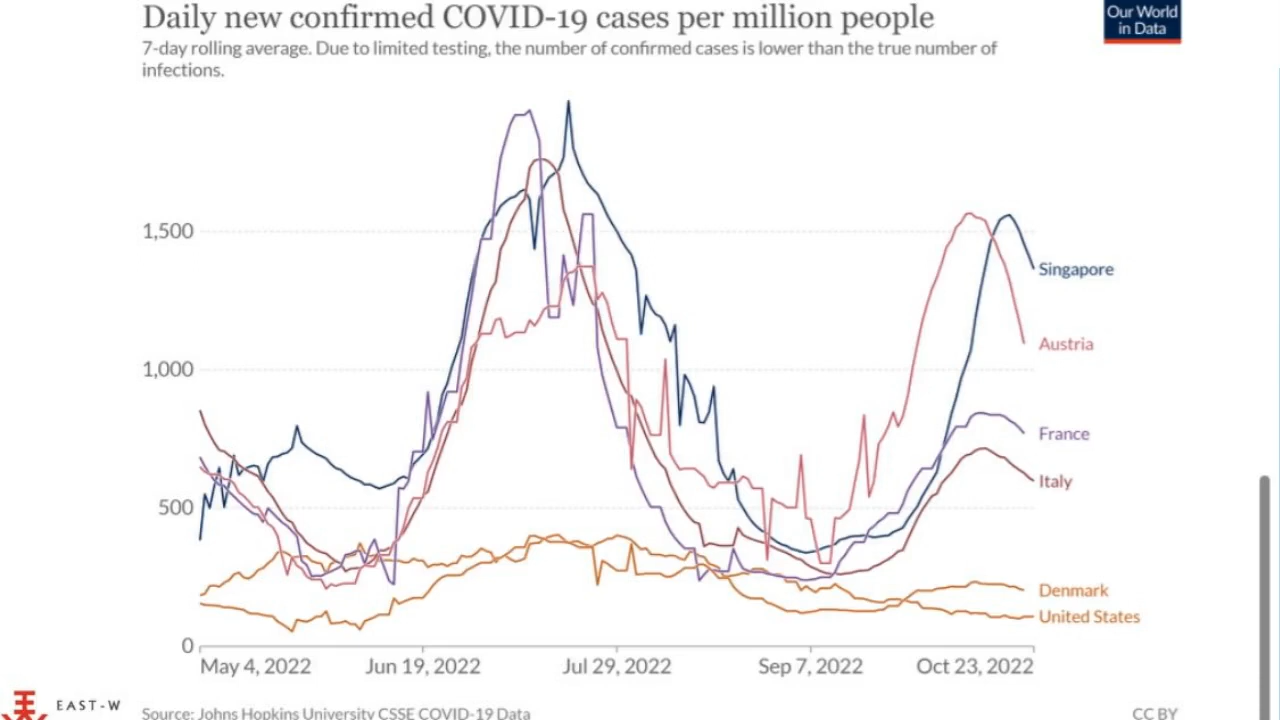 Daily new confirmed COVID-19 cases per million people
Our World
in Data
7-day rolling average. Due to limited testing, the number of confirmed cases is lower than the true number of
infections.
1,500
1,000
500
0
Singapore
Austria
France
Italy
Denmark
United States
May 4, 2022
Jun 19, 2022
Jul 29, 2022
Sep 7, 2022
Oct 23, 2022
EAST-W
Source: Johns Hopkins University CSSE COVID-19 Data
CC BY